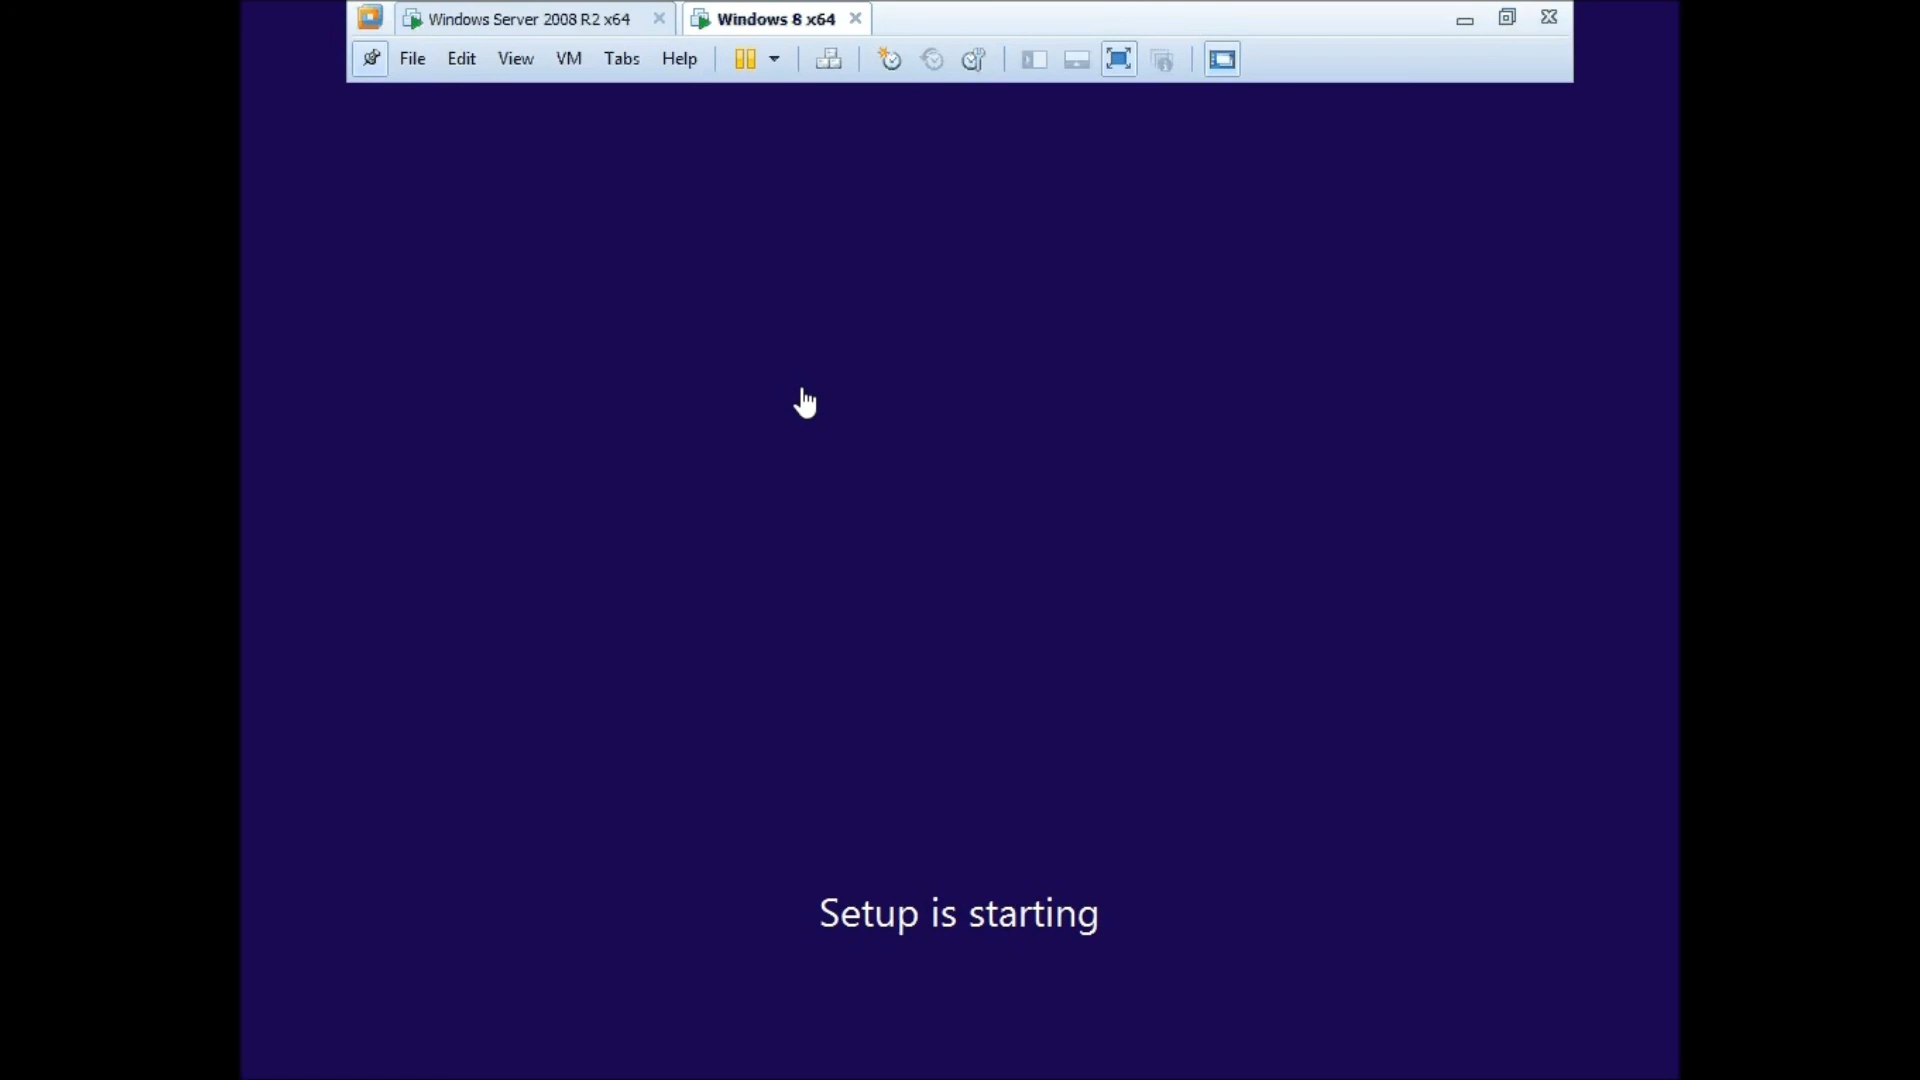 Windows Server 2008 R2 x64
Windows 8 x64
File Edit View VM Tabs Help
Setup is starting